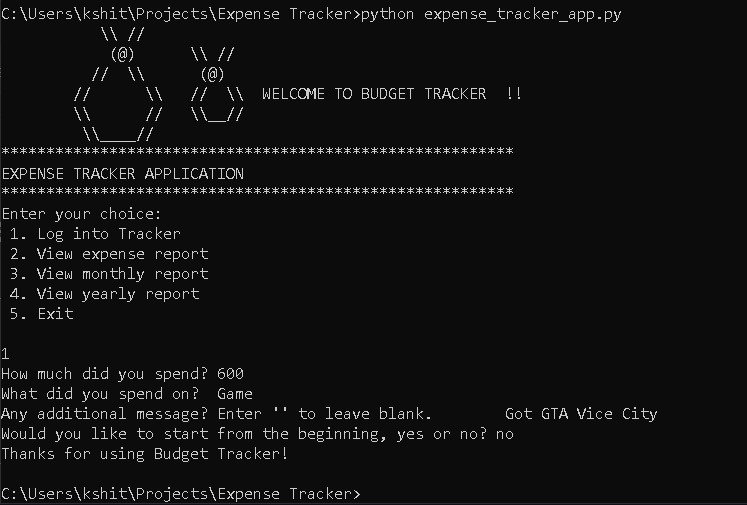 C:\Users\kshit\Projects\Expense Tracker>python expense_tracker_app.py
           \\ //
            (@)      \\ //
          //  \\      (@)
        //      \\   //  \\  WELCOME TO BUDGET TRACKER  !!
        \\      //   \\__//
         \\____//
*********************************************************
EXPENSE TRACKER APPLICATION
*********************************************************
Enter your choice:
 1. Log into Tracker
 2. View expense report
 3. View monthly report
 4. View yearly report
 5. Exit
1
How much did you spend? 600
What did you spend on?  Game
Any additional message? Enter '' to leave blank.        Got GTA Vice City
Would you like to start from the beginning, yes or no? no
Thanks for using Budget Tracker!
C:\Users\kshit\Projects\Expense Tracker>